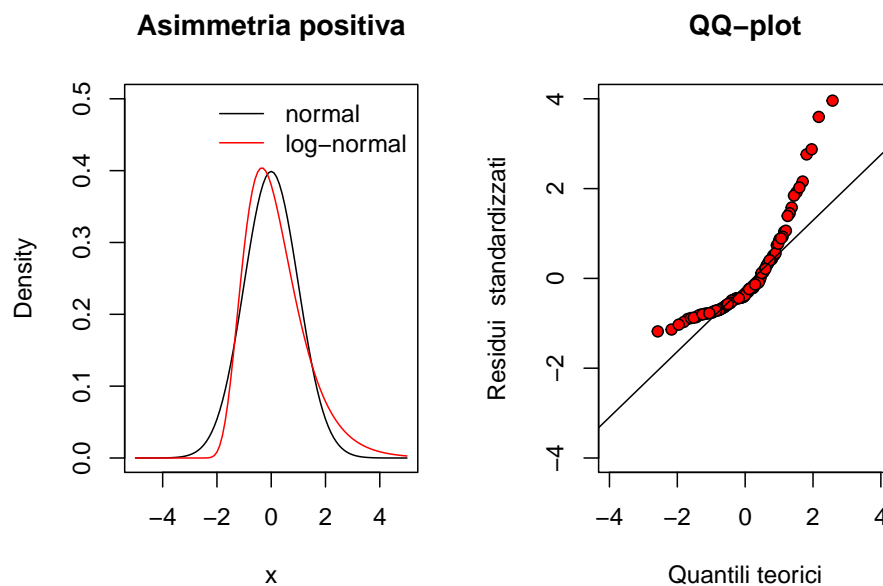 Asimmetria positiva
Density
0.0 0.1 0.2 0.3 0.4 0.5
normal
log−normal
−4 −2 0 2 4
x
QQ−plot
Residui standardizzati
−4 −2 0 2 4
−4 −2 0 2 4
Quantili teorici